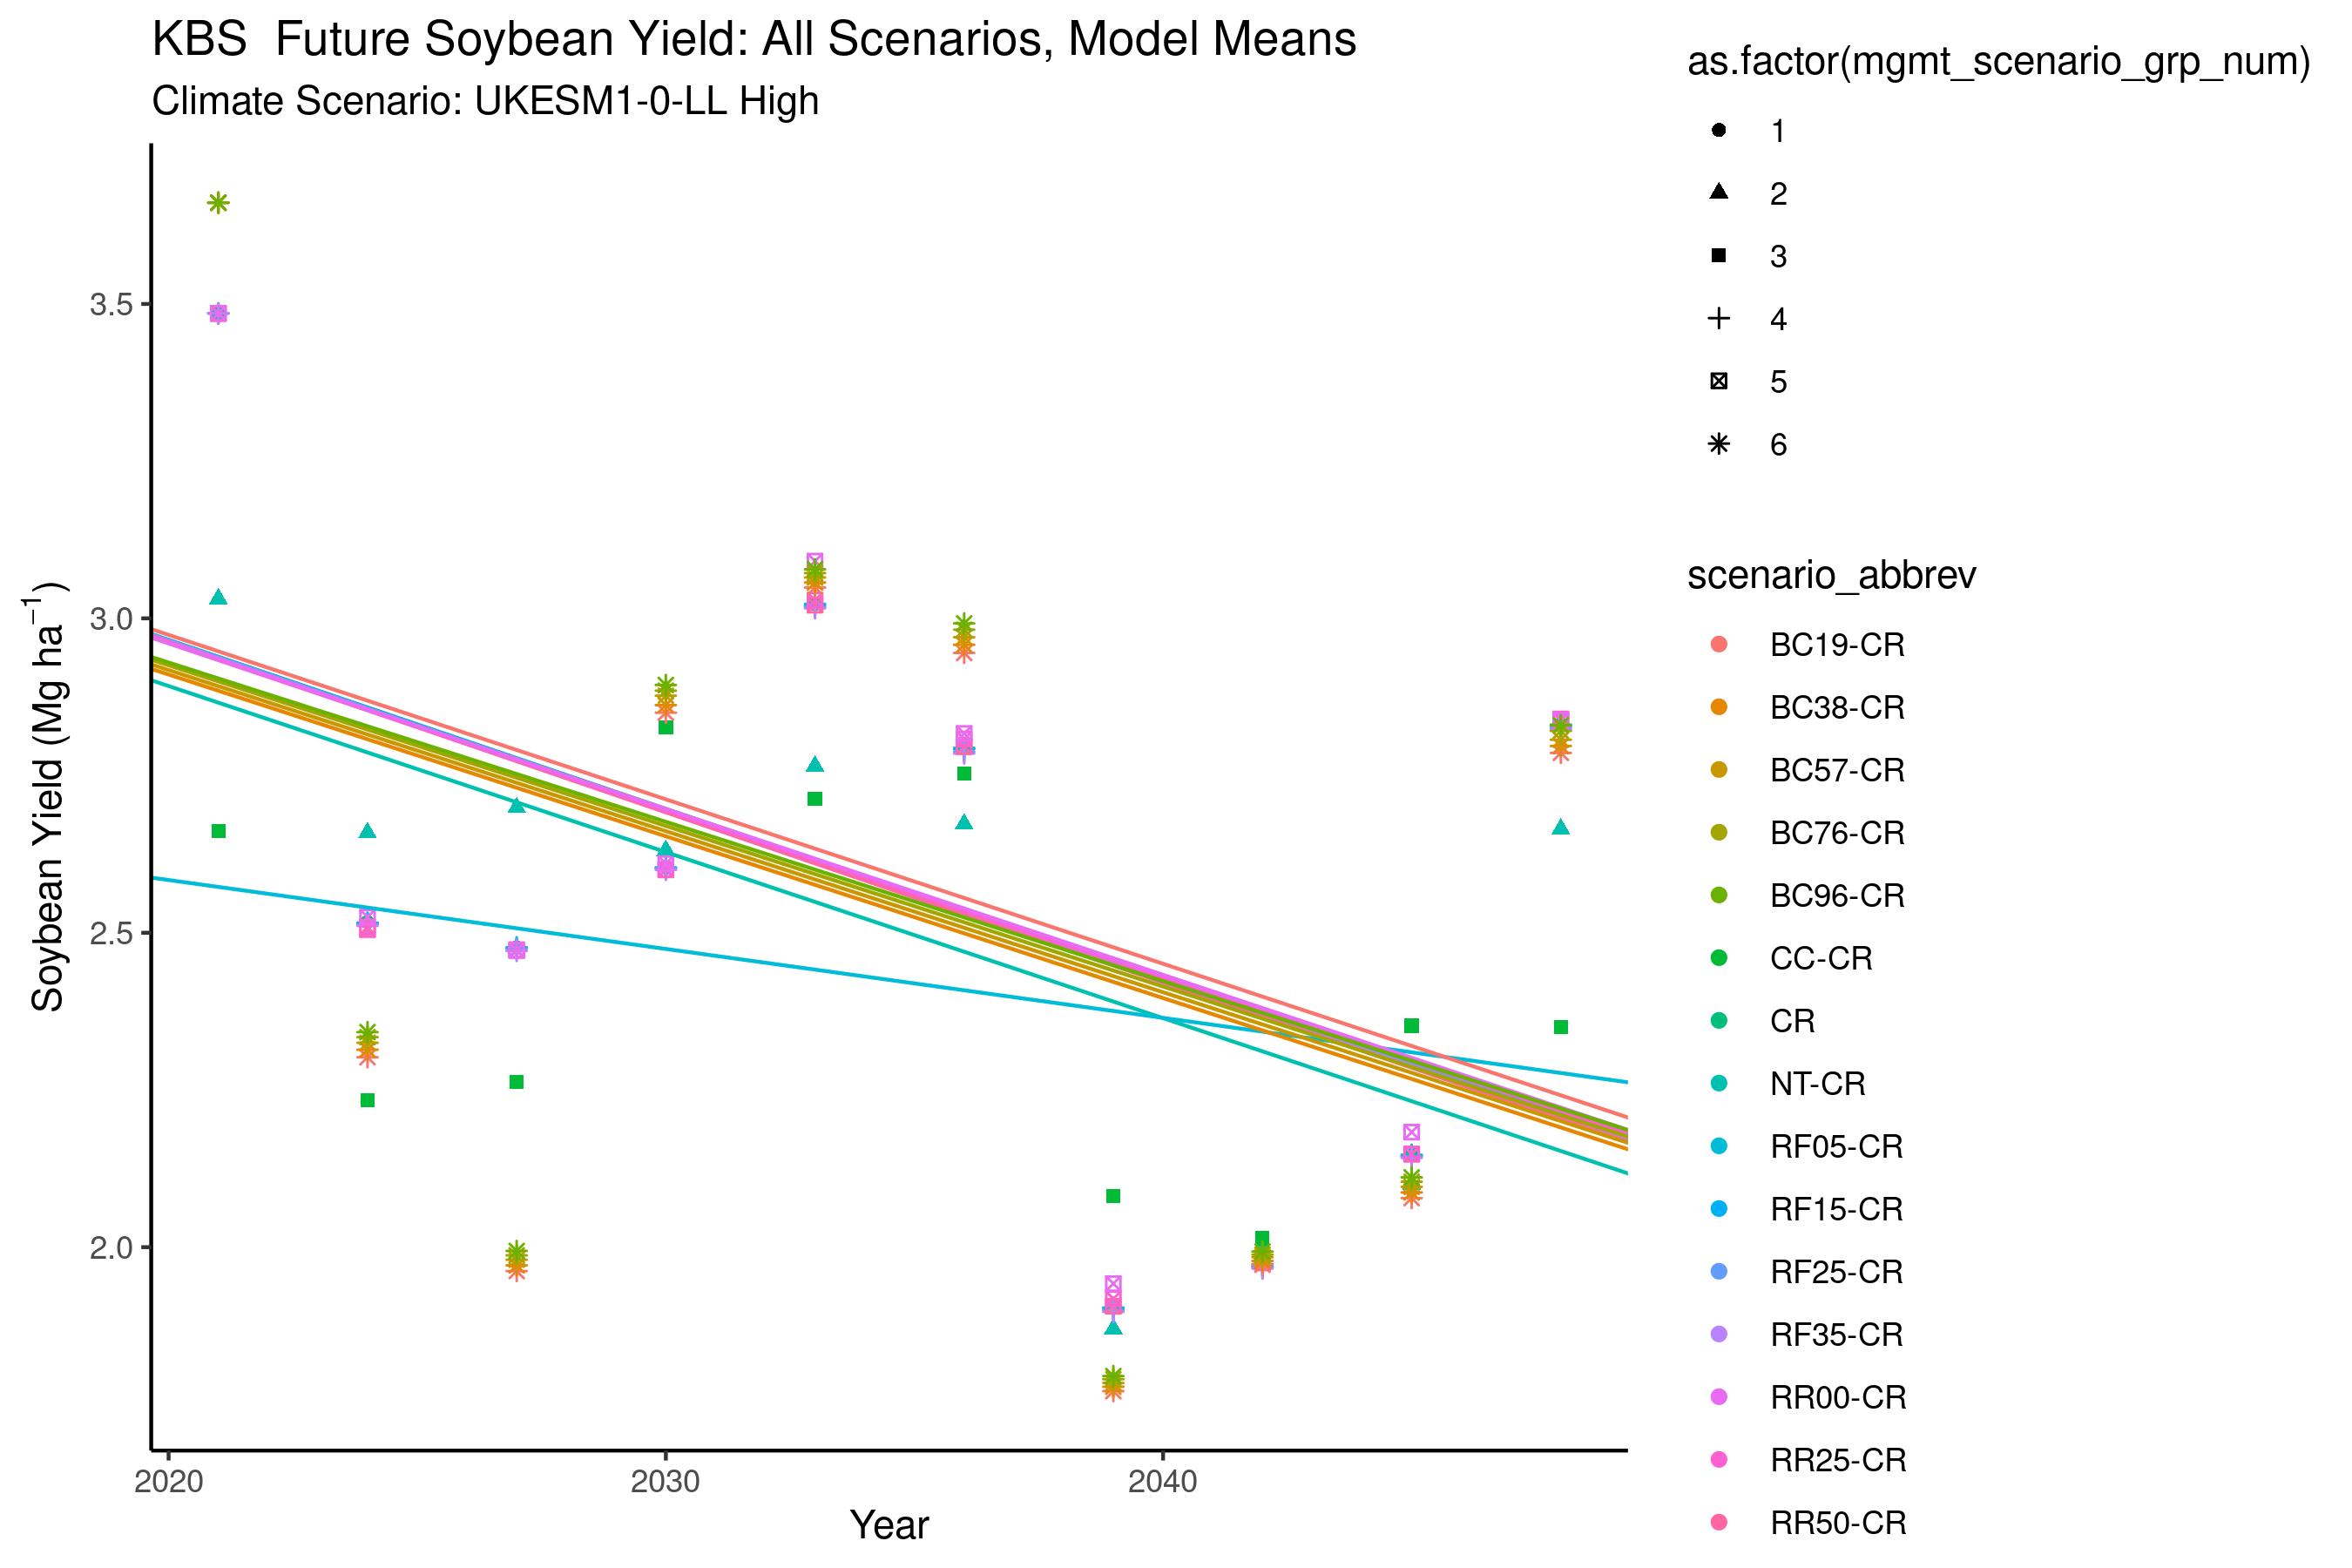 KBS  Future Soybean Yield: All Scenarios, Model Means
Climate Scenario: UKESM1-0-LL High
Soybean Yield (Mg ha⁻¹)
3.5
3.0
2.5
2.0
2020
2030
2040
Year
as.factor(mgmt_scenario_grp_num)
1
2
3
4
5
6
scenario_abbrev
BC19-CR
BC38-CR
BC57-CR
BC76-CR
BC96-CR
CC-CR
CR
NT-CR
RF05-CR
RF15-CR
RF25-CR
RF35-CR
RR00-CR
RR25-CR
RR50-CR